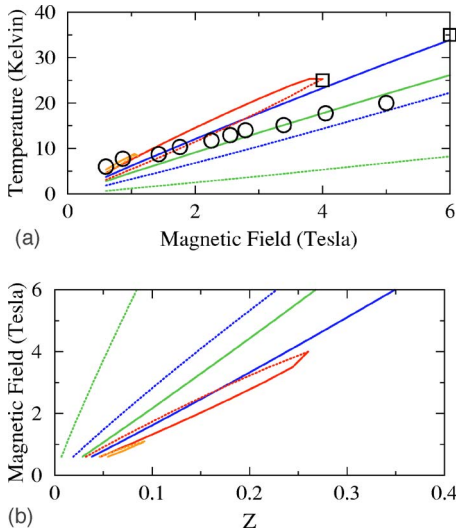 40
30
20
10
0
Temperature (Kelvin)
0 2 4 6
(a)
Magnetic Field (Tesla)
6
4
2
0
Magnetic Field (Tesla)
0 0.1 0.2 0.3 0.4
(b)
Z